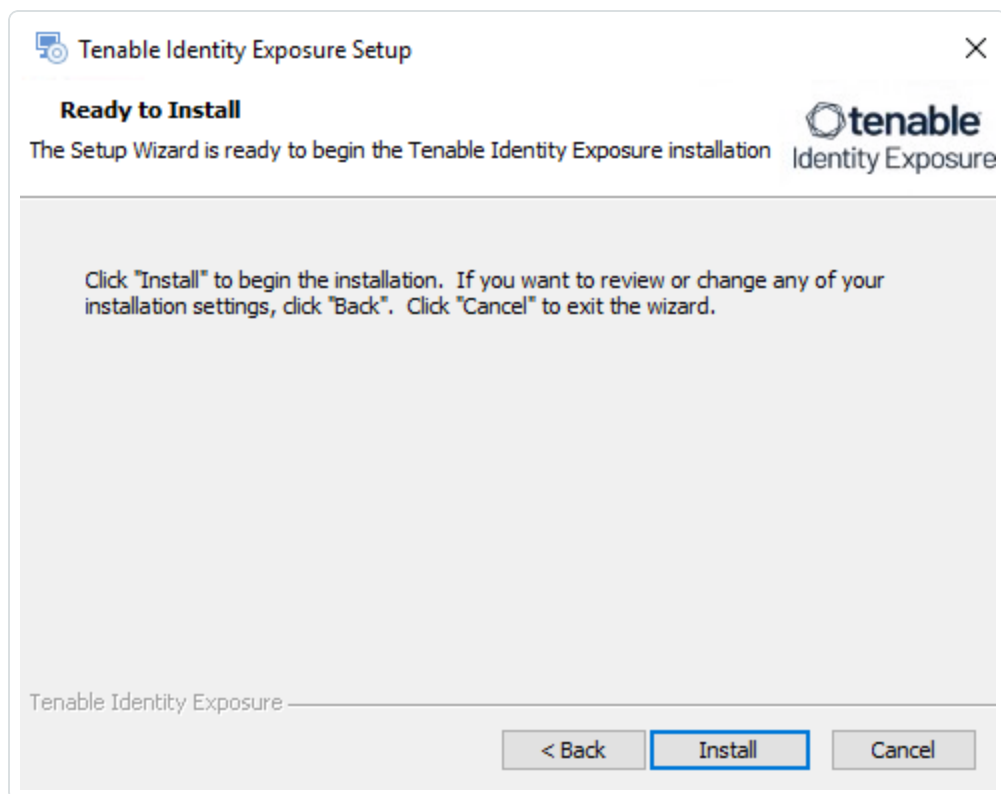 Tenable Identity Exposure Setup
Ready to Install
The Setup Wizard is ready to begin the Tenable Identity Exposure installation
tenable
Identity Exposure
Click "Install" to begin the installation.  If you want to review or change any of your
installation settings, click "Back".  Click "Cancel" to exit the wizard.
Tenable Identity Exposure
< Back
Install
Cancel